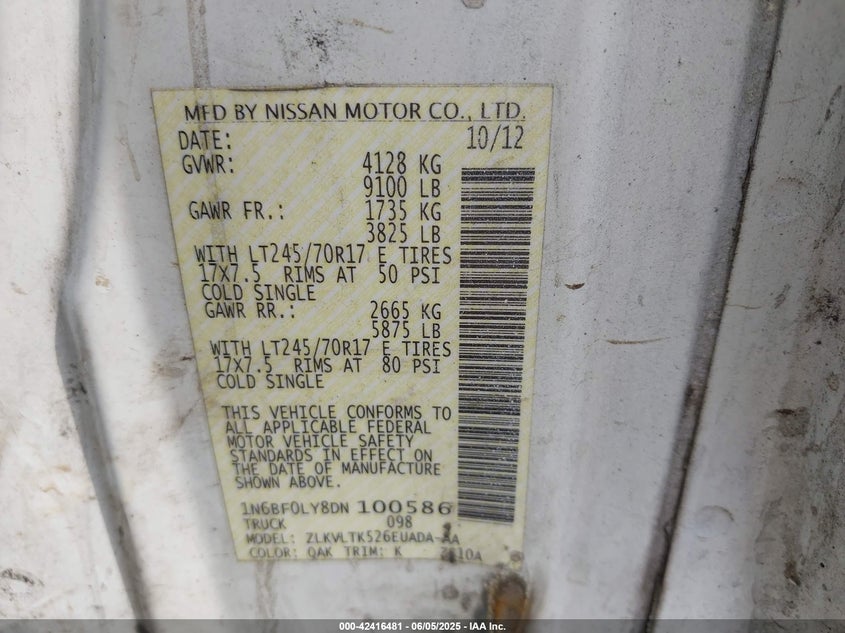 MFD BY NISSAN MOTOR CO., LTD.
DATE: 10/12
GVWR: 4128 KG
9100 LB
GAWR FR.: 1735 KG
3825 LB
WITH LT245/70R17 E TIRES
17X7.5 RIMS AT 50 PSI
COLD SINGLE
GAWR RR.: 2665 KG
5875 LB
WITH LT245/70R17 E TIRES
17X7.5 RIMS AT 80 PSI
COLD SINGLE
THIS VEHICLE CONFORMS TO
ALL APPLICABLE FEDERAL
MOTOR VEHICLE SAFETY
STANDARDS IN EFFECT ON
THE DATE OF MANUFACTURE
SHOWN ABOVE.
1N6BF0LY8DN 100586
TRUCK 098
MODEL: ZLKVLTK526EUADA-AA
COLOR: QAK TRIM: K
000-42416481 - 06/05/2025 - IAA Inc.